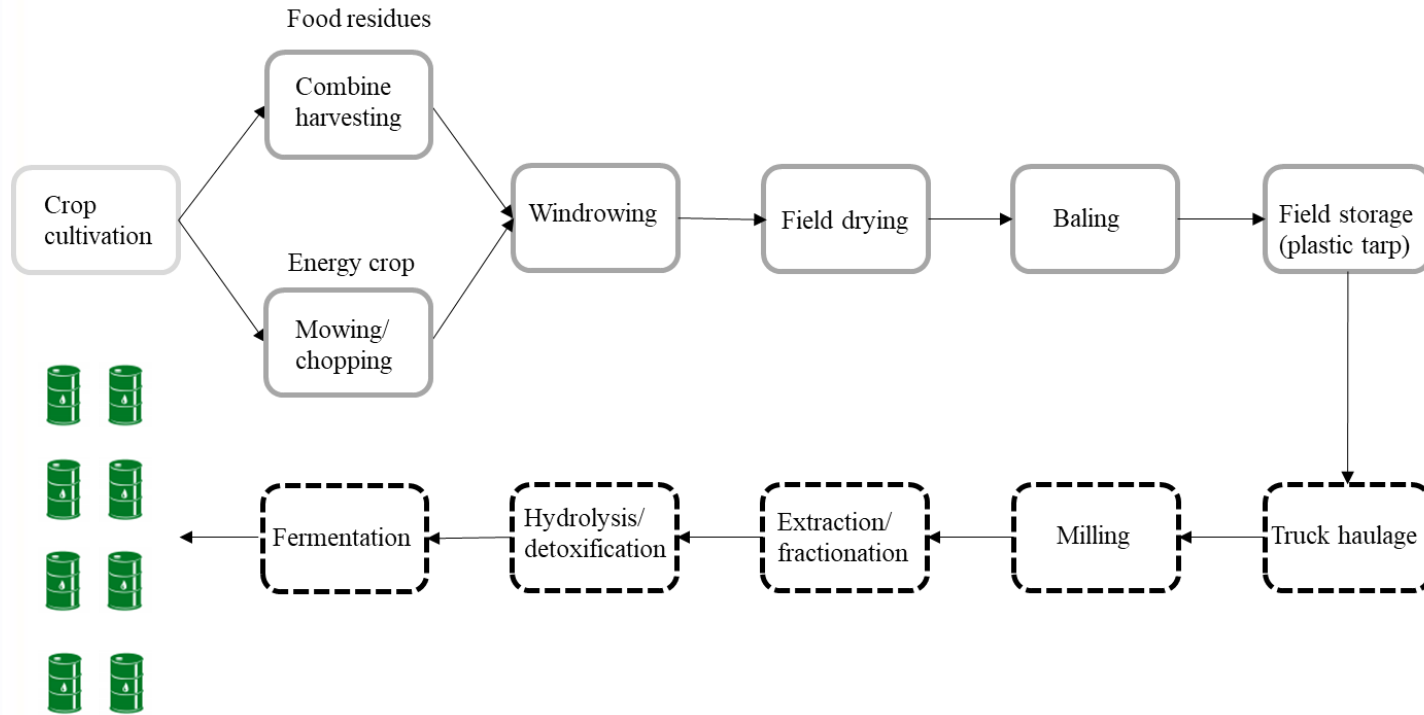 Food residues
Combine
harvesting
Crop
cultivation
Energy crop
Mowing/
chopping
Windrowing
Field drying
Baling
Field storage
(plastic tarp)
Truck haulage
Milling
Extraction/
fractionation
Hydrolysis/
detoxification
Fermentation